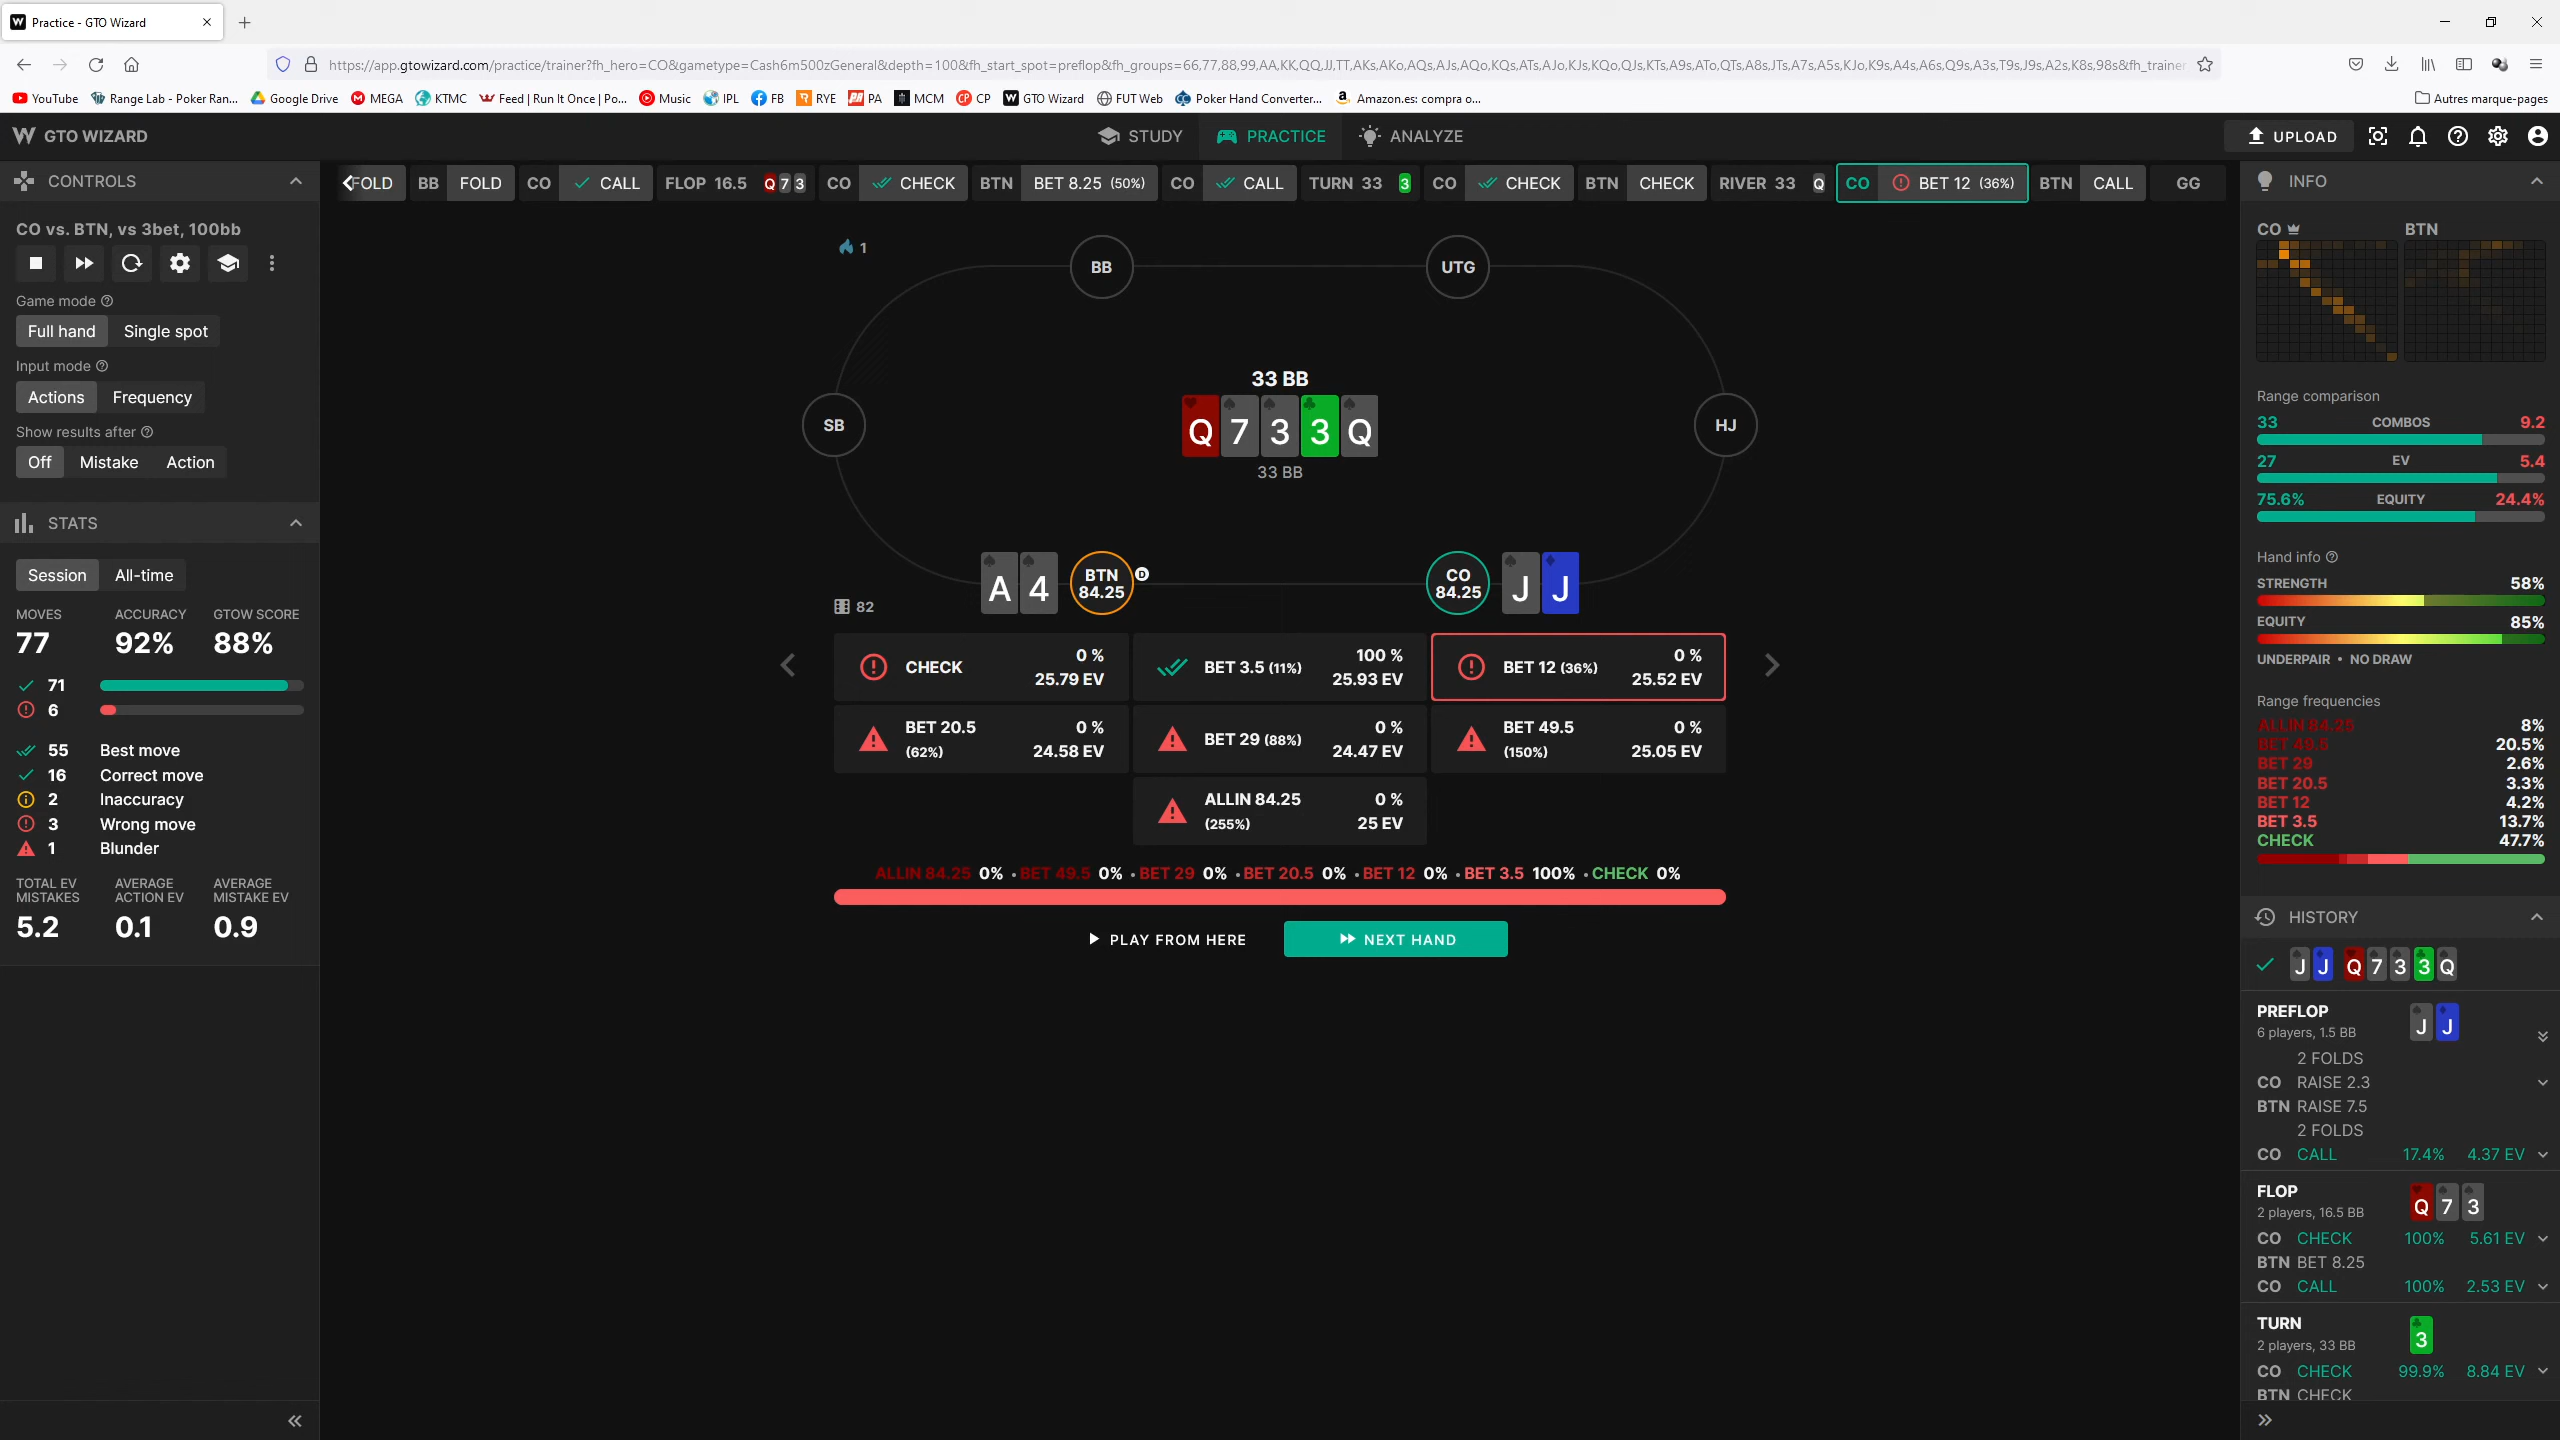 Practice - GTO Wizard
https://app.gtowizard.com/practice/trainer?fh_hero=CO&gametype=Cash6m500zGeneral&depth=100&fh_start_spot=preflop&fh_groups=66,77,88,99,AA,KK,QQ,JJ,TT,AKs,AKo,AQs,AJs,AQo,KQs,ATs,AJo,KJs,KQo,QJs,KTs,A9s,ATo,QTs,A8s,JTs,A7s,A5s,KJo,K9s,A4s,A6s,Q9s,A3s,T9s,J9s,A2s,K8s,98s&fh_trainer
YouTube Range Lab - Poker Ran... Google Drive MEGA KTMC Feed | Run It Once | Po... Music IPL FB RYE PA MCM CP GTO Wizard FUT Web Poker Hand Converter... Amazon.es: compra o... Autres marque-pages
GTO WIZARD STUDY PRACTICE ANALYZE UPLOAD
CONTROLS
FOLD BB FOLD CO CALL FLOP 16.5 Q 7 3 CO CHECK BTN BET 8.25 (50%) CO CALL TURN 33 3 CO CHECK BTN CHECK RIVER 33 Q CO BET 12 (36%) BTN CALL GG
INFO
CO vs. BTN, vs 3bet, 100bb
Game mode
Full hand Single spot
Input mode
Actions Frequency
Show results after
Off Mistake Action
STATS
Session All-time
MOVES ACCURACY GTOW SCORE
77 92% 88%
71
6
55 Best move
16 Correct move
2 Inaccuracy
3 Wrong move
1 Blunder
TOTAL EV MISTAKES AVERAGE ACTION EV AVERAGE MISTAKE EV
5.2 0.1 0.9
1
BB UTG
33 BB
SB Q 7 3 3 Q HJ
33 BB
A 4 BTN 84.25 D CO 84.25 J J
82
CHECK 0 % 25.79 EV
BET 3.5 (11%) 100 % 25.93 EV
BET 12 (36%) 0 % 25.52 EV
BET 20.5 (62%) 0 % 24.58 EV
BET 29 (88%) 0 % 24.47 EV
BET 49.5 (150%) 0 % 25.05 EV
ALLIN 84.25 (255%) 0 % 25 EV
ALLIN 84.25 0% • BET 49.5 0% • BET 29 0% • BET 20.5 0% • BET 12 0% • BET 3.5 100% • CHECK 0%
PLAY FROM HERE NEXT HAND
CO BTN
Range comparison
33 COMBOS 9.2
27 EV 5.4
75.6% EQUITY 24.4%
Hand info
STRENGTH 58%
EQUITY 85%
UNDERPAIR • NO DRAW
Range frequencies
ALLIN 84.25 8%
BET 49.5 20.5%
BET 29 2.6%
BET 20.5 3.3%
BET 12 4.2%
BET 3.5 13.7%
CHECK 47.7%
HISTORY
J J Q 7 3 3 Q
PREFLOP J J
6 players, 1.5 BB
2 FOLDS
CO RAISE 2.3
BTN RAISE 7.5
2 FOLDS
CO CALL 17.4% 4.37 EV
FLOP Q 7 3
2 players, 16.5 BB
CO CHECK 100% 5.61 EV
BTN BET 8.25
CO CALL 100% 2.53 EV
TURN 3
2 players, 33 BB
CO CHECK 99.9% 8.84 EV
BTN CHECK